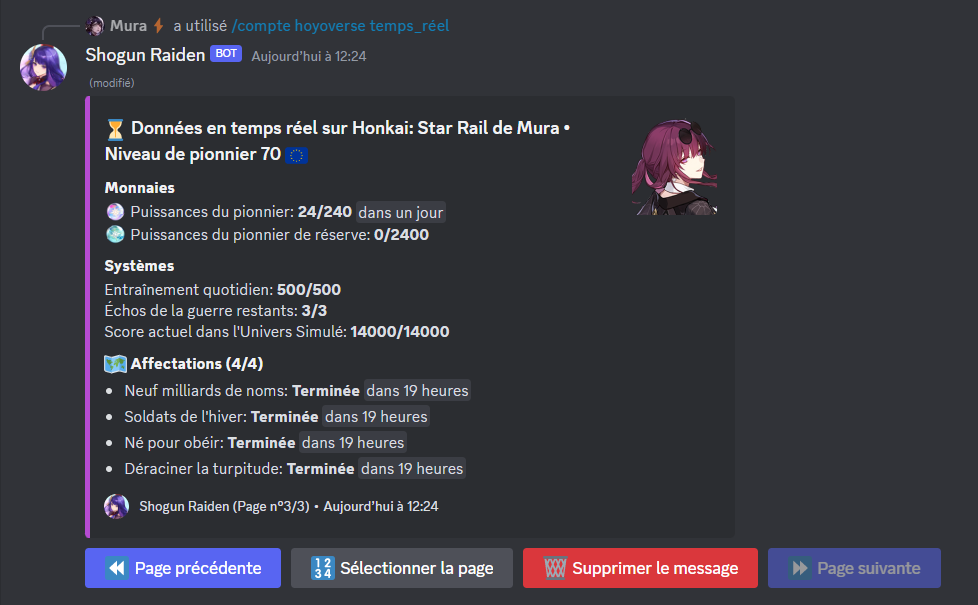 Mura a utilisé /compte hoyoverse temps_réel
Shogun Raiden BOT Aujourd'hui à 12:24
(modifié)
Données en temps réel sur Honkai: Star Rail de Mura •
Niveau de pionnier 70
Monnaies
Puissances du pionnier: 24/240 dans un jour
Puissances du pionnier de réserve: 0/2400
Systèmes
Entraînement quotidien: 500/500
Échos de la guerre restants: 3/3
Score actuel dans l'Univers Simulé: 14000/14000
Affectations (4/4)
• Neuf milliards de noms: Terminée dans 19 heures
• Soldats de l'hiver: Terminée dans 19 heures
• Né pour obéir: Terminée dans 19 heures
• Déraciner la turpitude: Terminée dans 19 heures
Shogun Raiden (Page n°3/3) • Aujourd'hui à 12:24
Page précédente 1234 Sélectionner la page Supprimer le message Page suivante